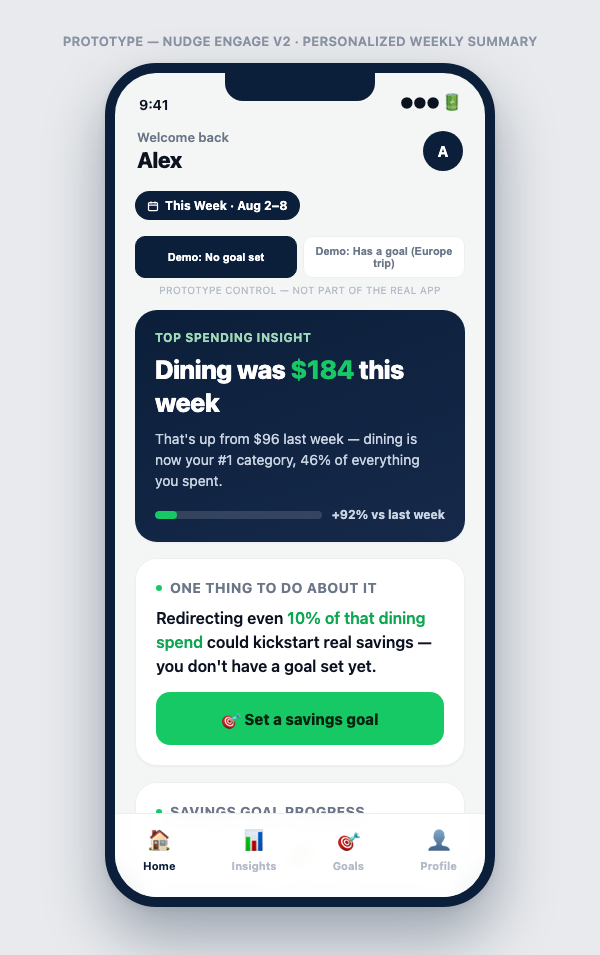 PROTOTYPE — NUDGE ENGAGE V2 · PERSONALIZED WEEKLY SUMMARY
9:41
Welcome back
Alex
A
This Week · Aug 2–8
Demo: No goal set
Demo: Has a goal (Europe
trip)
PROTOTYPE CONTROL — NOT PART OF THE REAL APP
TOP SPENDING INSIGHT
Dining was $184 this
week
That's up from $96 last week — dining is
now your #1 category, 46% of everything
you spent.
+92% vs last week
ONE THING TO DO ABOUT IT
Redirecting even 10% of that dining
spend could kickstart real savings —
you don't have a goal set yet.
🎯 Set a savings goal
SAVINGS GOAL PROGRESS
Home
Insights
Goals
Profile